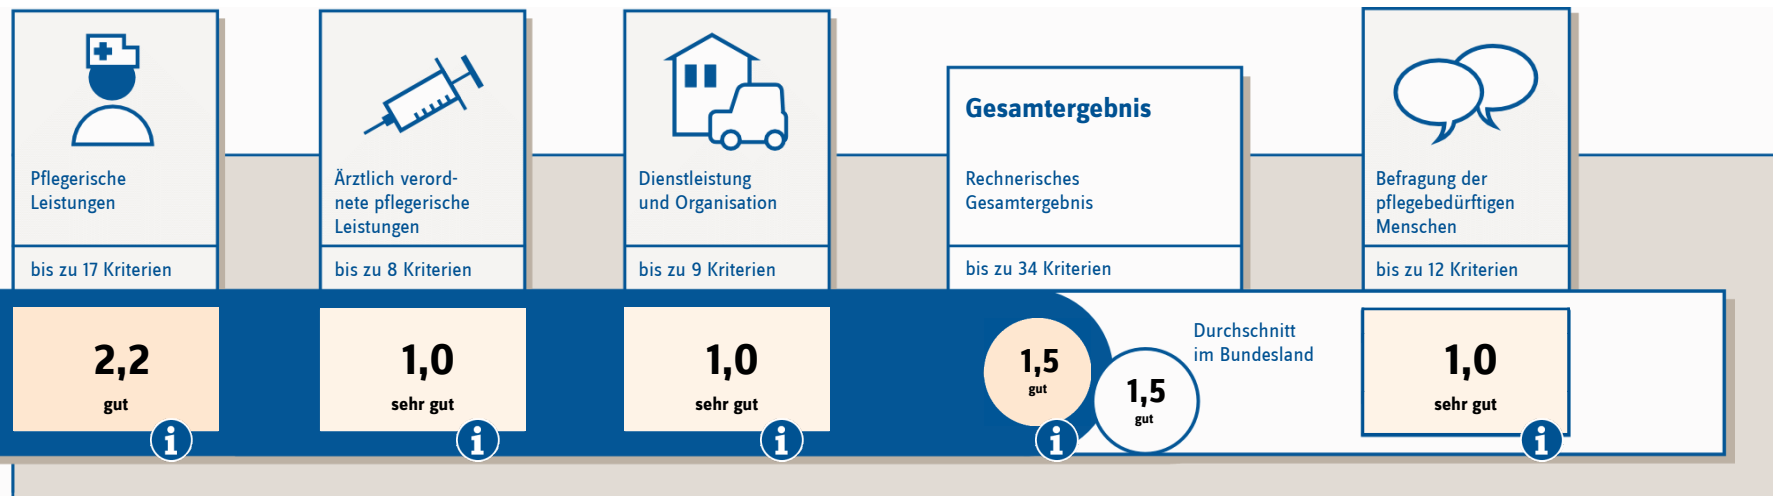 Pflegerische
Leistungen
bis zu 17 Kriterien
2,2
gut
i
Ärztlich verord-
nete pflegerische
Leistungen
bis zu 8 Kriterien
1,0
sehr gut
i
Dienstleistung
und Organisation
bis zu 9 Kriterien
1,0
sehr gut
i
Gesamtergebnis
Rechnerisches
Gesamtergebnis
bis zu 34 Kriterien
1,5
gut
i
1,5
gut
Durchschnitt
im Bundesland
Befragung der
pflegebedürftigen
Menschen
bis zu 12 Kriterien
1,0
sehr gut
i